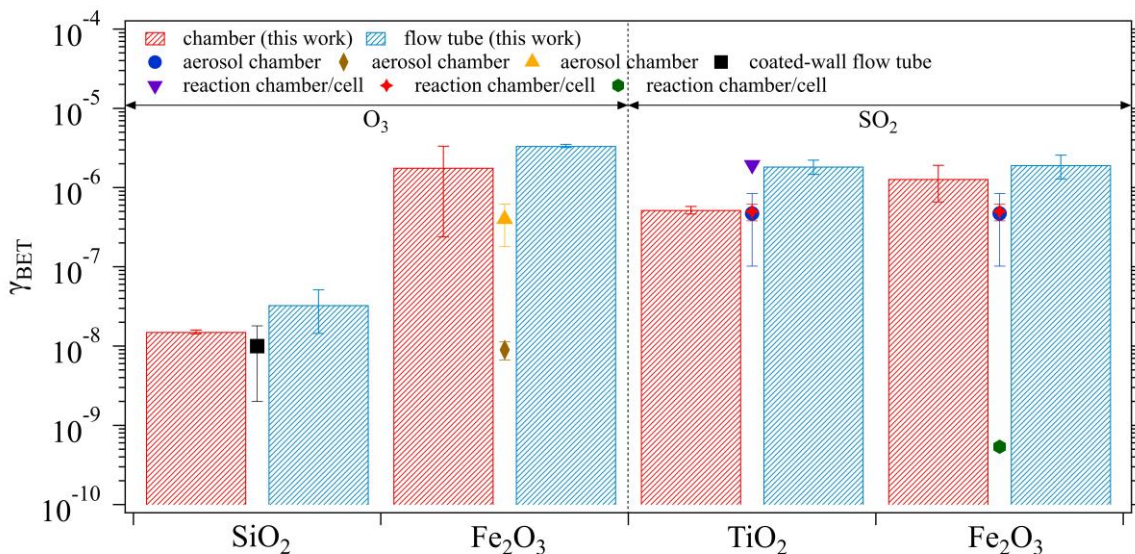 10⁻⁴
chamber (this work) flow tube (this work)
aerosol chamber aerosol chamber aerosol chamber coated-wall flow tube
reaction chamber/cell reaction chamber/cell reaction chamber/cell
10⁻⁵
O₃ SO₂
10⁻⁶
10⁻⁷
γBET
10⁻⁸
10⁻⁹
10⁻¹⁰
SiO₂ Fe₂O₃ TiO₂ Fe₂O₃